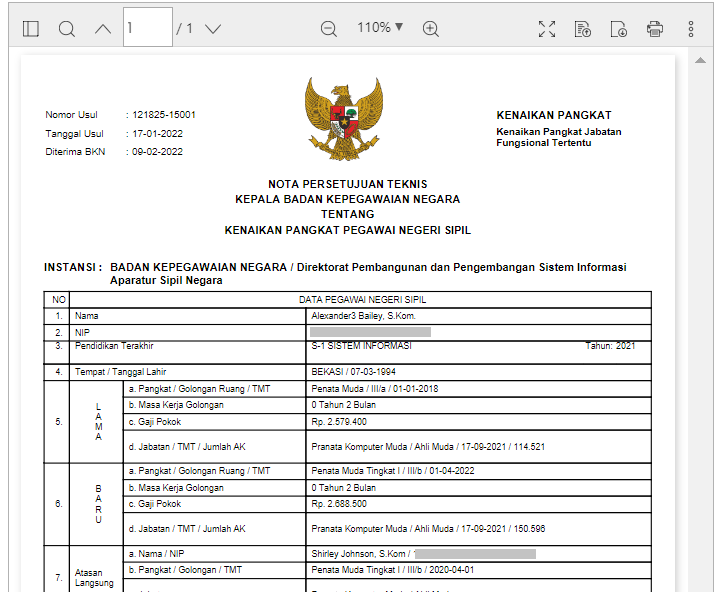 1 / 1 110%
Nomor Usul : 121825-15001
Tanggal Usul : 17-01-2022
Diterima BKN : 09-02-2022
KENAIKAN PANGKAT
Kenaikan Pangkat Jabatan
Fungsional Tertentu
NOTA PERSETUJUAN TEKNIS
KEPALA BADAN KEPEGAWAIAN NEGARA
TENTANG
KENAIKAN PANGKAT PEGAWAI NEGERI SIPIL
INSTANSI : BADAN KEPEGAWAIAN NEGARA / Direktorat Pembangunan dan Pengembangan Sistem Informasi
Aparatur Sipil Negara
NO DATA PEGAWAI NEGERI SIPIL
1. Nama Alexander3 Bailey, S.Kom.
2. NIP
3. Pendidikan Terakhir S-1 SISTEM INFORMASI Tahun: 2021
4. Tempat / Tanggal Lahir BEKASI / 07-03-1994
5. LAMA
a. Pangkat / Golongan Ruang / TMT Penata Muda / III/a / 01-01-2018
b. Masa Kerja Golongan 0 Tahun 2 Bulan
c. Gaji Pokok Rp. 2.579.400
d. Jabatan / TMT / Jumlah AK Pranata Komputer Muda / Ahli Muda / 17-09-2021 / 114.521
6. BARU
a. Pangkat / Golongan Ruang / TMT Penata Muda Tingkat I / III/b / 01-04-2022
b. Masa Kerja Golongan 0 Tahun 2 Bulan
c. Gaji Pokok Rp. 2.688.500
d. Jabatan / TMT / Jumlah AK Pranata Komputer Muda / Ahli Muda / 17-09-2021 / 150.596
7. Atasan
Langsung
a. Nama / NIP Shirley Johnson, S.Kom /
b. Pangkat / Golongan / TMT Penata Muda Tingkat I / III/b / 2020-04-01